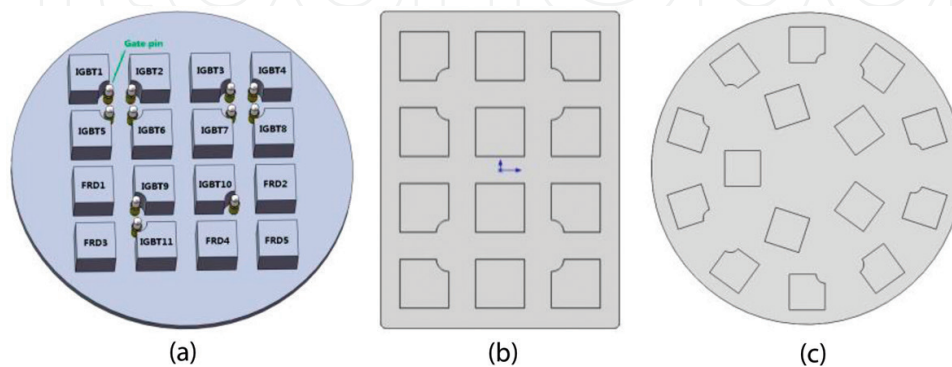 Gate pin
IGBT1 IGBT2 IGBT3 IGBT4
IGBT5 IGBT6 IGBT7 IGBT8
FRD1 IGBT9 IGBT10 FRD2
FRD3 IGBT11 FRD4 FRD5
(a) (b) (c)